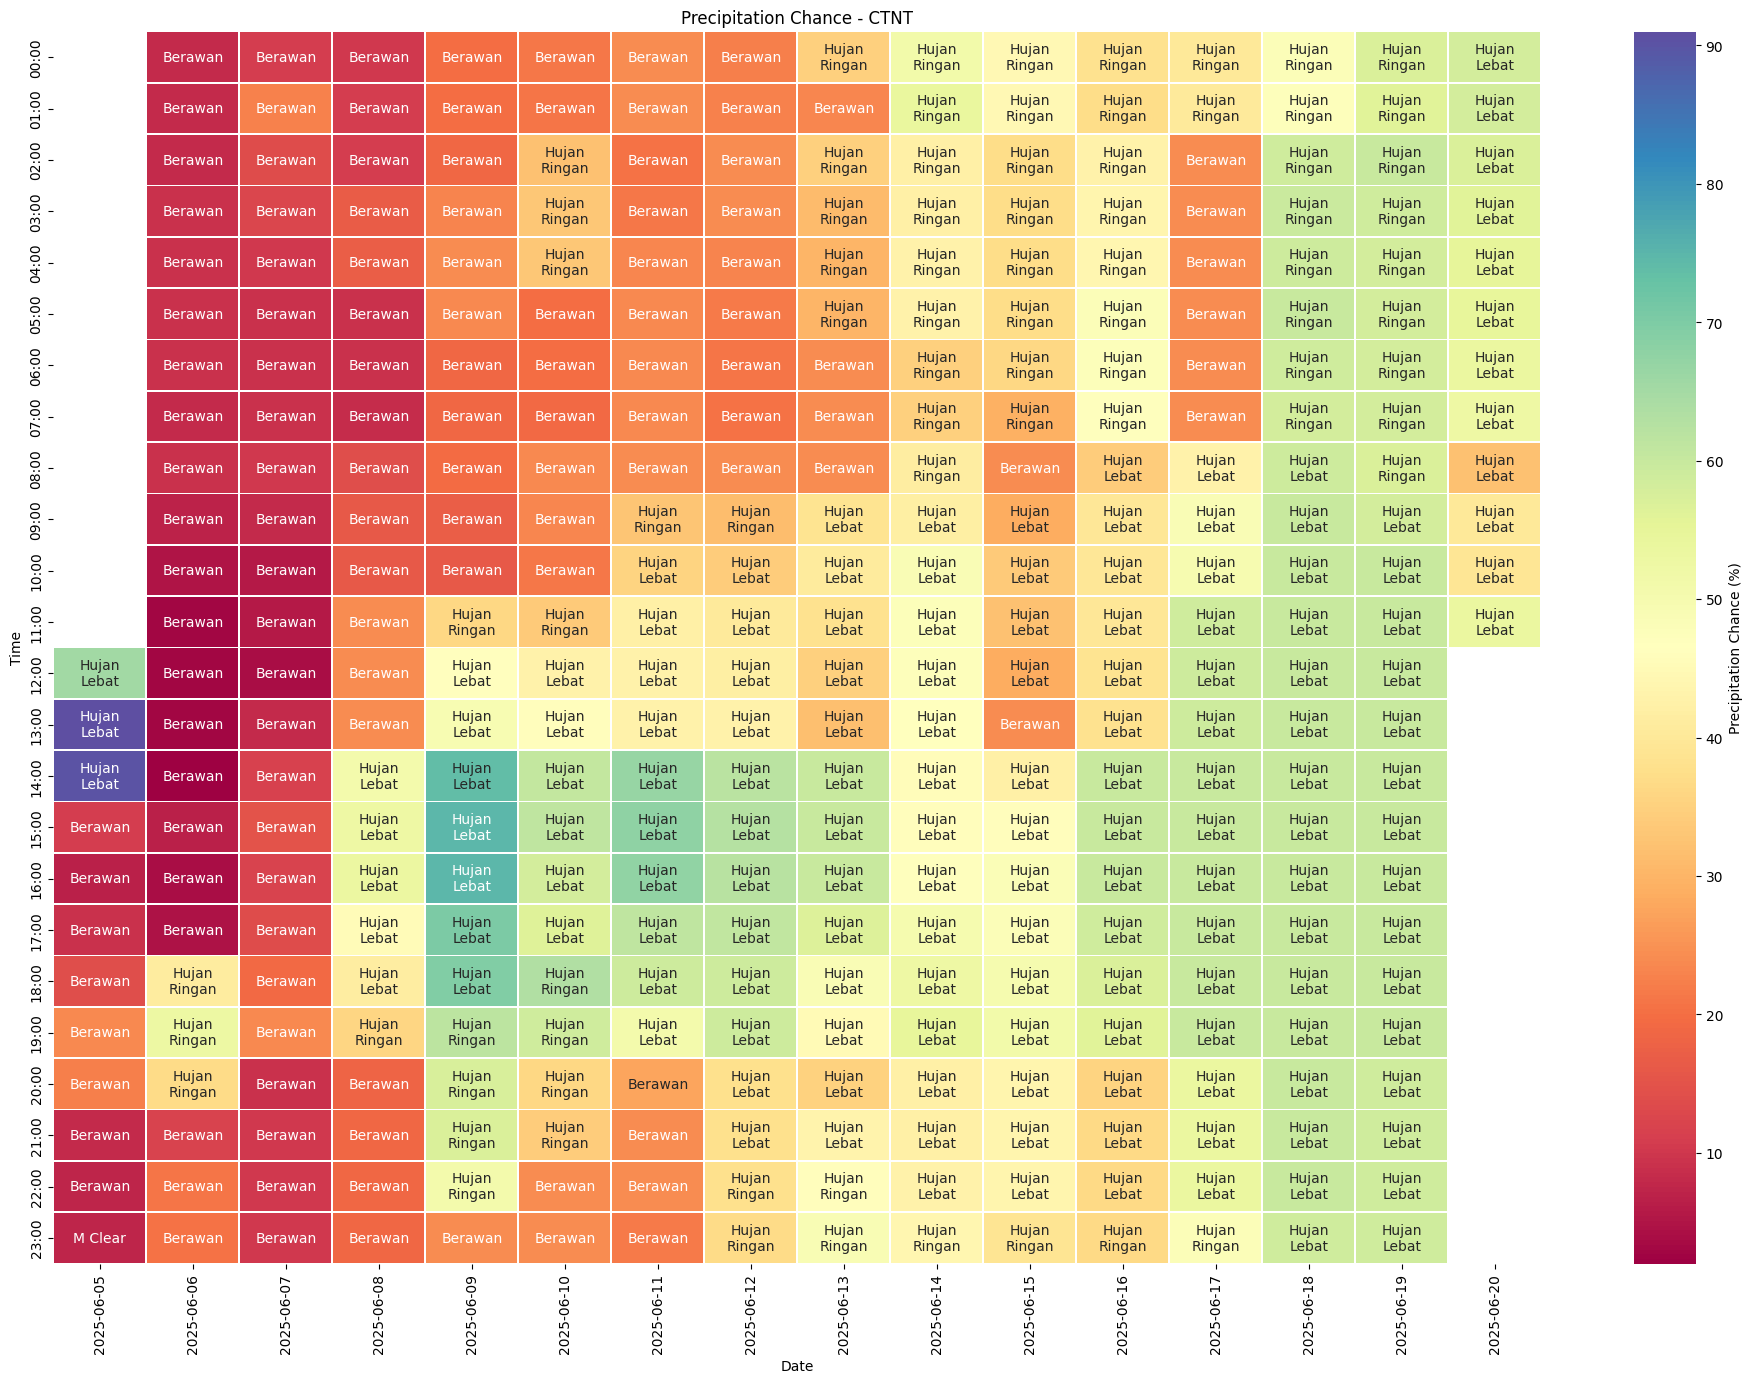 Precipitation Chance - CTNT
00:00 Berawan Berawan Berawan Berawan Berawan Berawan Berawan Hujan Ringan Hujan Ringan Hujan Ringan Hujan Ringan Hujan Ringan Hujan Ringan Hujan Ringan Hujan Lebat
01:00 Berawan Berawan Berawan Berawan Berawan Berawan Berawan Berawan Hujan Ringan Hujan Ringan Hujan Ringan Hujan Ringan Hujan Ringan Hujan Ringan Hujan Lebat
02:00 Berawan Berawan Berawan Berawan Hujan Ringan Berawan Berawan Hujan Ringan Hujan Ringan Hujan Ringan Hujan Ringan Berawan Hujan Ringan Hujan Ringan Hujan Lebat
03:00 Berawan Berawan Berawan Berawan Hujan Ringan Berawan Berawan Hujan Ringan Hujan Ringan Hujan Ringan Hujan Ringan Berawan Hujan Ringan Hujan Ringan Hujan Lebat
04:00 Berawan Berawan Berawan Berawan Hujan Ringan Berawan Berawan Hujan Ringan Hujan Ringan Hujan Ringan Hujan Ringan Berawan Hujan Ringan Hujan Ringan Hujan Lebat
05:00 Berawan Berawan Berawan Berawan Berawan Berawan Berawan Hujan Ringan Hujan Ringan Hujan Ringan Hujan Ringan Berawan Hujan Ringan Hujan Ringan Hujan Lebat
06:00 Berawan Berawan Berawan Berawan Berawan Berawan Berawan Berawan Hujan Ringan Hujan Ringan Hujan Ringan Berawan Hujan Ringan Hujan Ringan Hujan Lebat
07:00 Berawan Berawan Berawan Berawan Berawan Berawan Berawan Berawan Hujan Ringan Hujan Ringan Hujan Ringan Berawan Hujan Ringan Hujan Ringan Hujan Lebat
08:00 Berawan Berawan Berawan Berawan Berawan Berawan Berawan Berawan Hujan Ringan Berawan Hujan Lebat Hujan Lebat Hujan Lebat Hujan Ringan Hujan Lebat
09:00 Berawan Berawan Berawan Berawan Berawan Hujan Ringan Hujan Ringan Hujan Lebat Hujan Lebat Hujan Lebat Hujan Lebat Hujan Lebat Hujan Lebat Hujan Lebat Hujan Lebat
10:00 Berawan Berawan Berawan Berawan Berawan Hujan Lebat Hujan Lebat Hujan Lebat Hujan Lebat Hujan Lebat Hujan Lebat Hujan Lebat Hujan Lebat Hujan Lebat Hujan Lebat
11:00 Berawan Berawan Berawan Hujan Ringan Hujan Ringan Hujan Lebat Hujan Lebat Hujan Lebat Hujan Lebat Hujan Lebat Hujan Lebat Hujan Lebat Hujan Lebat Hujan Lebat Hujan Lebat
12:00 Hujan Lebat Berawan Berawan Berawan Hujan Lebat Hujan Lebat Hujan Lebat Hujan Lebat Hujan Lebat Hujan Lebat Hujan Lebat Hujan Lebat Hujan Lebat Hujan Lebat Hujan Lebat
13:00 Hujan Lebat Berawan Berawan Berawan Hujan Lebat Hujan Lebat Hujan Lebat Hujan Lebat Hujan Lebat Hujan Lebat Berawan Hujan Lebat Hujan Lebat Hujan Lebat Hujan Lebat
14:00 Hujan Lebat Berawan Berawan Hujan Lebat Hujan Lebat Hujan Lebat Hujan Lebat Hujan Lebat Hujan Lebat Hujan Lebat Hujan Lebat Hujan Lebat Hujan Lebat Hujan Lebat Hujan Lebat
15:00 Berawan Berawan Berawan Hujan Lebat Hujan Lebat Hujan Lebat Hujan Lebat Hujan Lebat Hujan Lebat Hujan Lebat Hujan Lebat Hujan Lebat Hujan Lebat Hujan Lebat Hujan Lebat
16:00 Berawan Berawan Berawan Hujan Lebat Hujan Lebat Hujan Lebat Hujan Lebat Hujan Lebat Hujan Lebat Hujan Lebat Hujan Lebat Hujan Lebat Hujan Lebat Hujan Lebat Hujan Lebat
17:00 Berawan Berawan Berawan Hujan Lebat Hujan Lebat Hujan Lebat Hujan Lebat Hujan Lebat Hujan Lebat Hujan Lebat Hujan Lebat Hujan Lebat Hujan Lebat Hujan Lebat Hujan Lebat
18:00 Berawan Hujan Ringan Berawan Hujan Lebat Hujan Lebat Hujan Ringan Hujan Lebat Hujan Lebat Hujan Lebat Hujan Lebat Hujan Lebat Hujan Lebat Hujan Lebat Hujan Lebat Hujan Lebat
19:00 Berawan Hujan Ringan Berawan Hujan Ringan Hujan Ringan Hujan Ringan Hujan Lebat Hujan Lebat Hujan Lebat Hujan Lebat Hujan Lebat Hujan Lebat Hujan Lebat Hujan Lebat Hujan Lebat
20:00 Berawan Hujan Ringan Berawan Berawan Hujan Ringan Hujan Ringan Berawan Hujan Lebat Hujan Lebat Hujan Lebat Hujan Lebat Hujan Lebat Hujan Lebat Hujan Lebat Hujan Lebat
21:00 Berawan Berawan Berawan Berawan Hujan Ringan Hujan Ringan Berawan Hujan Lebat Hujan Lebat Hujan Lebat Hujan Lebat Hujan Lebat Hujan Lebat Hujan Lebat Hujan Lebat
22:00 Berawan Berawan Berawan Berawan Hujan Ringan Berawan Berawan Hujan Ringan Hujan Ringan Hujan Lebat Hujan Lebat Hujan Lebat Hujan Lebat Hujan Lebat Hujan Lebat
23:00 M Clear Berawan Berawan Berawan Berawan Berawan Berawan Hujan Ringan Hujan Ringan Hujan Ringan Hujan Ringan Hujan Ringan Hujan Ringan Hujan Lebat Hujan Lebat
Time
2025-06-05 2025-06-06 2025-06-07 2025-06-08 2025-06-09 2025-06-10 2025-06-11 2025-06-12 2025-06-13 2025-06-14 2025-06-15 2025-06-16 2025-06-17 2025-06-18 2025-06-19 2025-06-20
Date
90
80
70
60
50
40
30
20
10
Precipitation Chance (%)